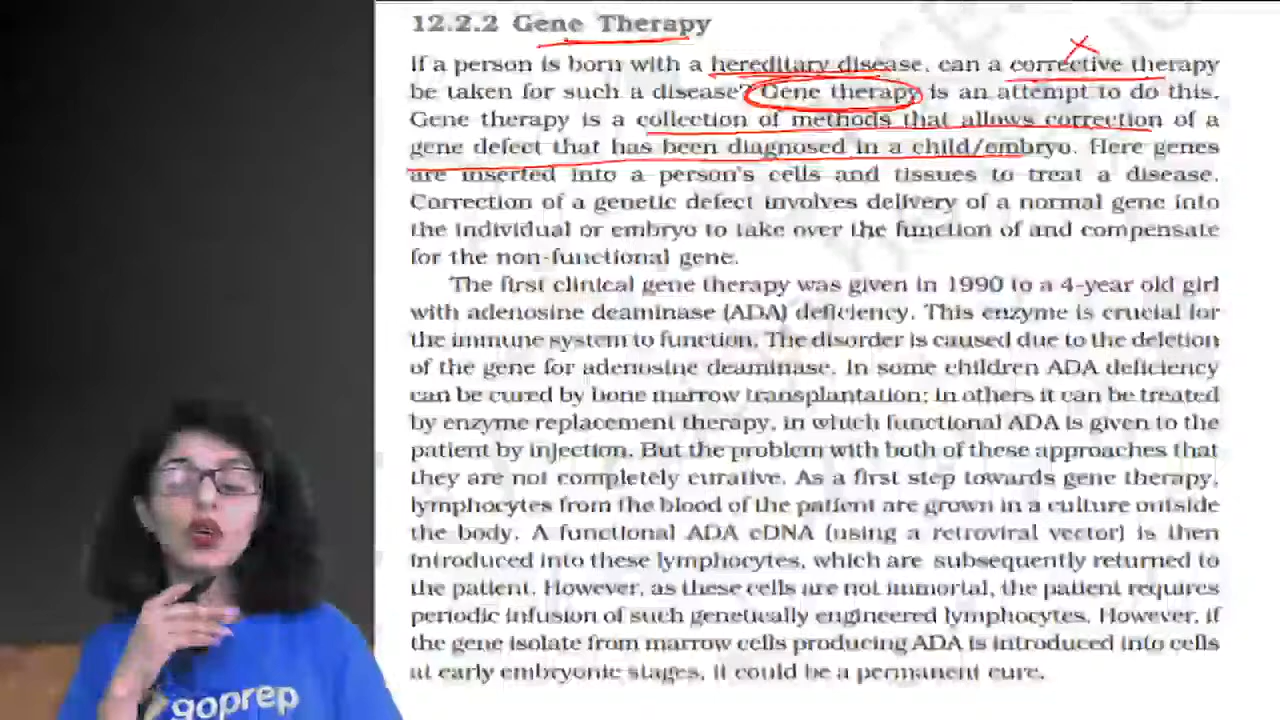 12.2.2 Gene Therapy
If a person is born with a hereditary disease, can a corrective therapy
be taken for such a disease? Gene therapy is an attempt to do this.
Gene therapy is a collection of methods that allows correction of a
gene defect that has been diagnosed in a child/embryo. Here genes
are inserted into a person's cells and tissues to treat a disease.
Correction of a genetic defect involves delivery of a normal gene into
the individual or embryo to take over the function of and compensate
for the non-functional gene.
The first clinical gene therapy was given in 1990 to a 4-year old girl
with adenosine deaminase (ADA) deficiency. This enzyme is crucial for
the immune system to function. The disorder is caused due to the deletion
of the gene for adenosine deaminase. In some children ADA deficiency
can be cured by bone marrow transplantation; in others it can be treated
by enzyme replacement therapy, in which functional ADA is given to the
patient by injection. But the problem with both of these approaches that
they are not completely curative. As a first step towards gene therapy,
lymphocytes from the blood of the patient are grown in a culture outside
the body. A functional ADA cDNA (using a retroviral vector) is then
introduced into these lymphocytes, which are subsequently returned to
the patient. However, as these cells are not immortal, the patient requires
periodic infusion of such genetically engineered lymphocytes. However, if
the gene isolate from marrow cells producing ADA is introduced into cells
at early embryonic stages, it could be a permanent cure.
goprep